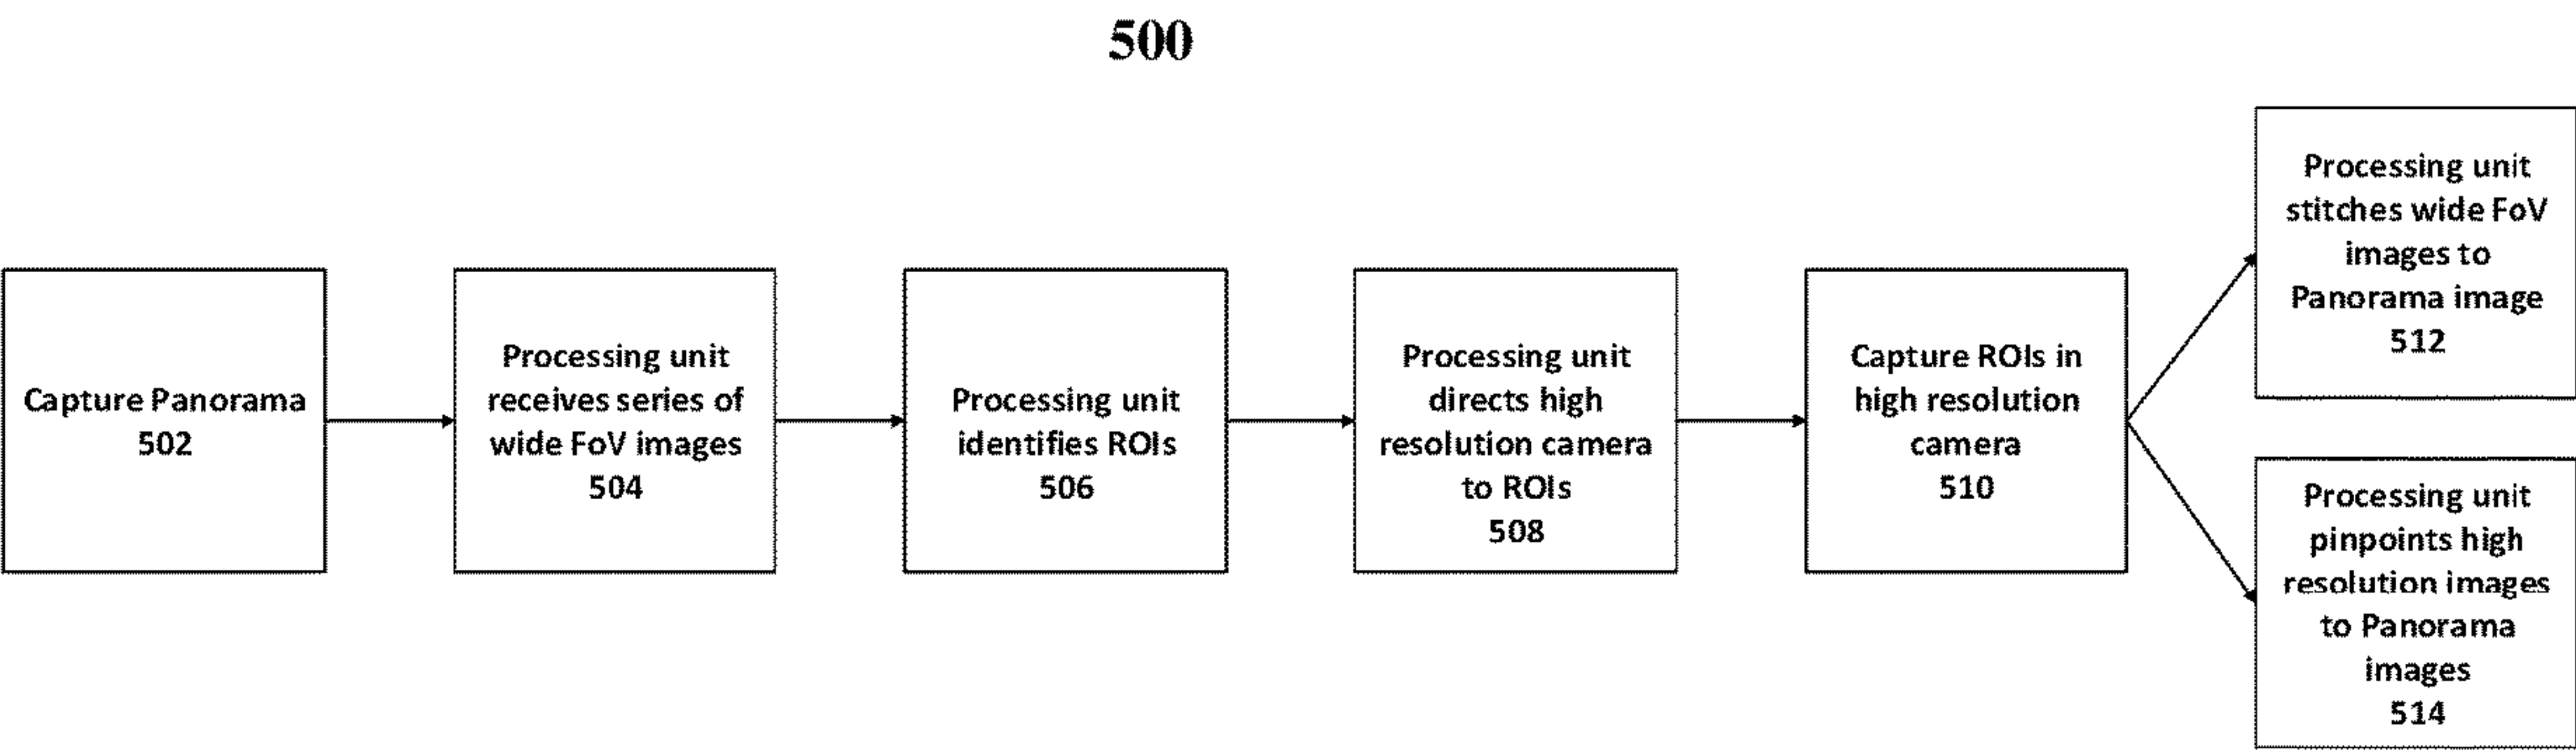 500
Capture Panorama
502
Processing unit
receives series of
wide FoV images
504
Processing unit
identifies ROIs
506
Processing unit
directs high
resolution camera
to ROIs
508
Capture ROIs in
high resolution
camera
510
Processing unit
stitches wide FoV
images to
Panorama image
512
Processing unit
pinpoints high
resolution images
to Panorama
images
514